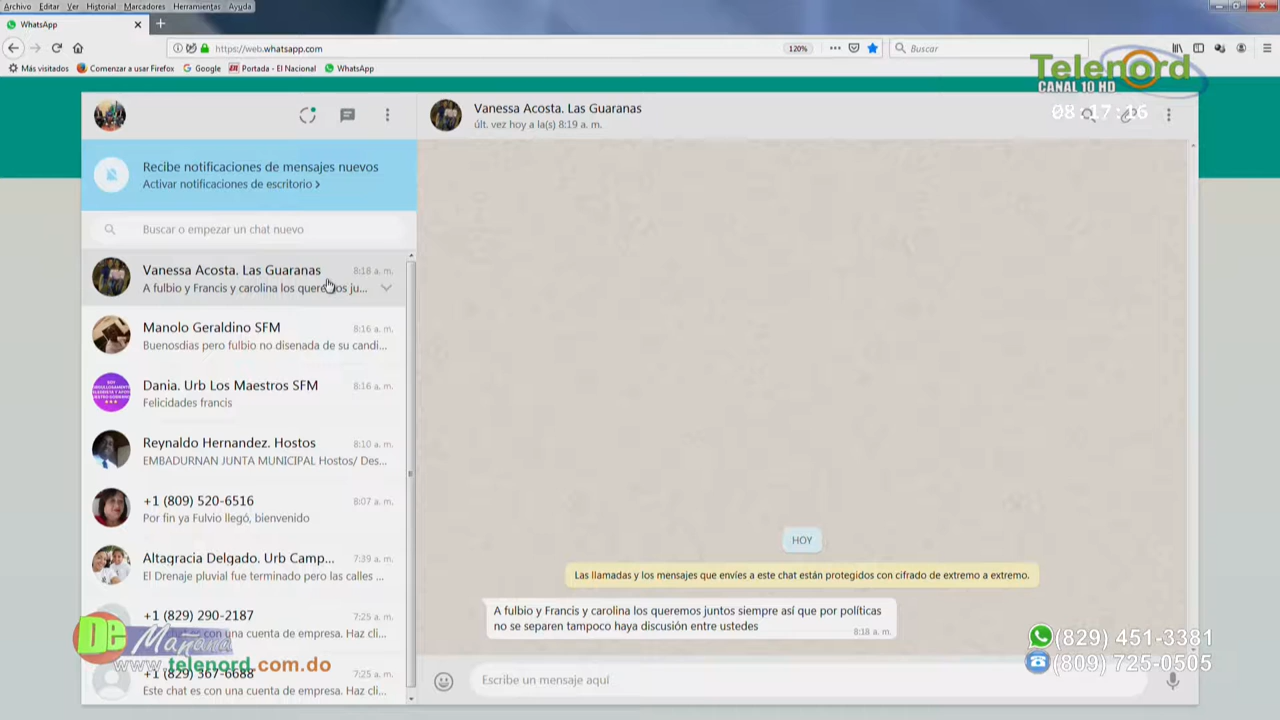 Archivo Editar Ver Historial Marcadores Herramientas Ayuda
WhatsApp
https://web.whatsapp.com
120%
Buscar
Más visitados Comenzar a usar Firefox Google Portada - El Nacional WhatsApp
Telenord
CANAL 10 HD
08:17:16
Vanessa Acosta. Las Guaranas
últ. vez hoy a la(s) 8:19 a. m.
Recibe notificaciones de mensajes nuevos
Activar notificaciones de escritorio >
Buscar o empezar un chat nuevo
Vanessa Acosta. Las Guaranas 8:18 a. m.
A fulbio y Francis y carolina los queremos ju...
Manolo Geraldino SFM 8:16 a. m.
Buenosdias pero fulbio no disenada de su candi...
Dania. Urb Los Maestros SFM 8:16 a. m.
Felicidades francis
Reynaldo Hernandez. Hostos 8:10 a. m.
EMBADURNAN JUNTA MUNICIPAL Hostos/ Des...
+1 (809) 520-6516 8:07 a. m.
Por fin ya Fulvio llegó, bienvenido
Altagracia Delgado. Urb Camp... 7:39 a. m.
El Drenaje pluvial fue terminado pero las calles ...
+1 (829) 290-2187 7:25 a. m.
con una cuenta de empresa. Haz cli...
+1 (829) 367-6688 7:25 a. m.
Este chat es con una cuenta de empresa. Haz cli...
HOY
Las llamadas y los mensajes que envíes a este chat están protegidos con cifrado de extremo a extremo.
A fulbio y Francis y carolina los queremos juntos siempre así que por políticas
no se separen tampoco haya discusión entre ustedes
8:18 a. m.
Escribe un mensaje aquí
De Mañana
www.telenord.com.do
(829) 451-3381
(809) 725-0505